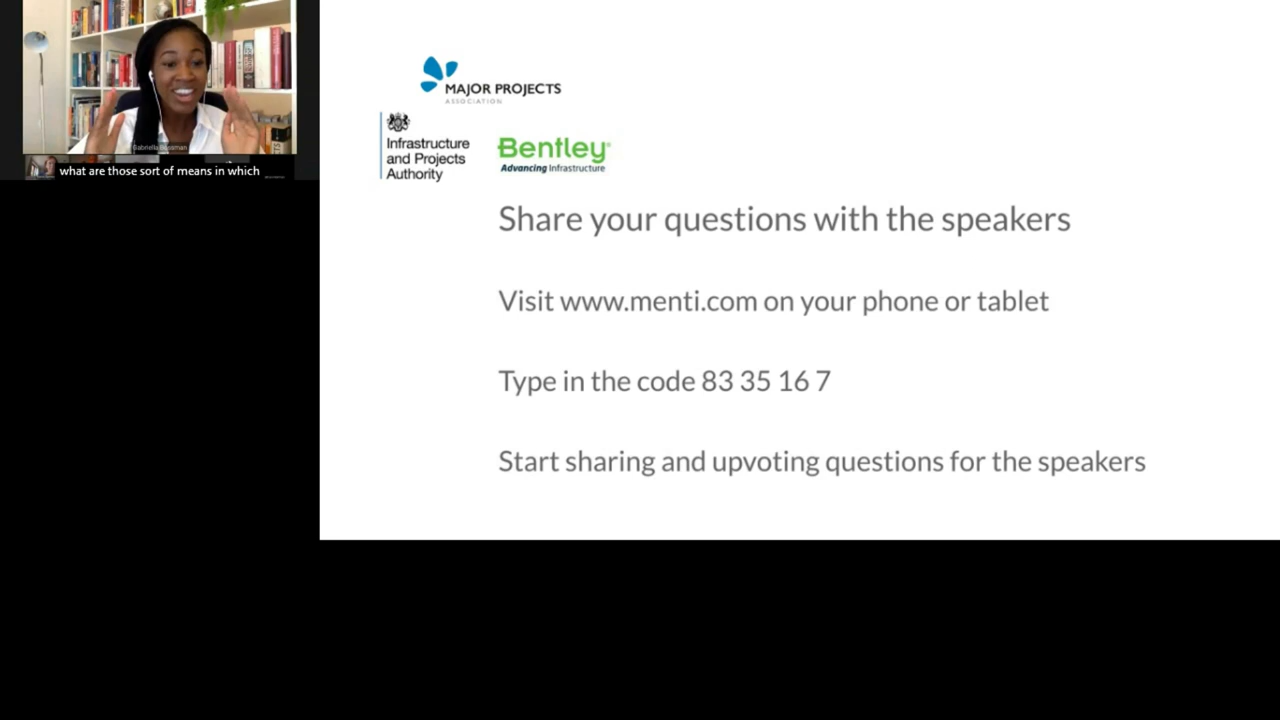 MAJOR PROJECTS
ASSOCIATION
Infrastructure
and Projects
Authority
Bentley
Advancing Infrastructure
what are those sort of means in which
Share your questions with the speakers
Visit www.menti.com on your phone or tablet
Type in the code 83 35 16 7
Start sharing and upvoting questions for the speakers